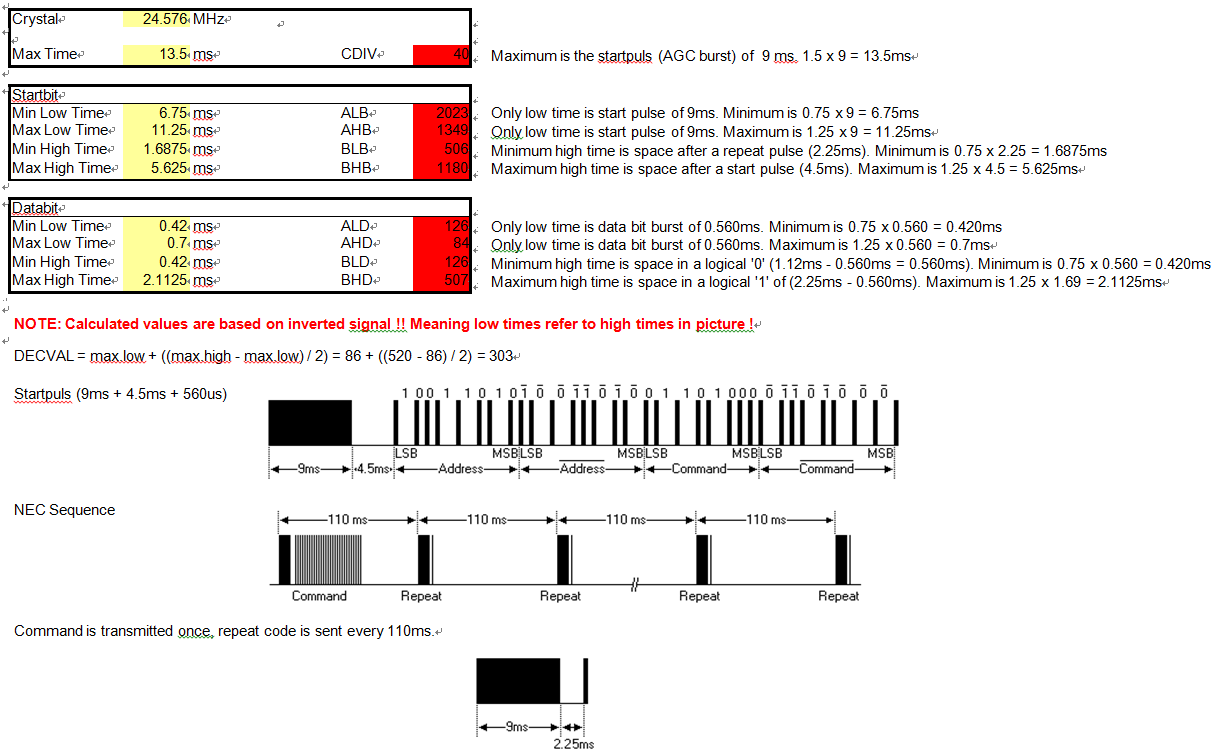 Crystal 24.576 MHz
Max Time 13.5 ms CDIV 40 Maximum is the startpuls (AGC burst) of 9 ms. 1.5 x 9 = 13.5ms
Startbit
Min Low Time 6.75 ms ALB 2023 Only low time is start pulse of 9ms. Minimum is 0.75 x 9 = 6.75ms
Max Low Time 11.25 ms AHB 1349 Only low time is start pulse of 9ms. Maximum is 1.25 x 9 = 11.25ms
Min High Time 1.6875 ms BLB 506 Minimum high time is space after a repeat pulse (2.25ms). Minimum is 0.75 x 2.25 = 1.6875ms
Max High Time 5.625 ms BHB 1180 Maximum high time is space after a start pulse (4.5ms). Maximum is 1.25 x 4.5 = 5.625ms
Databit
Min Low Time 0.42 ms ALD 126 Only low time is data bit burst of 0.560ms. Minimum is 0.75 x 0.560 = 0.420ms
Max Low Time 0.7 ms AHD 84 Only low time is data bit burst of 0.560ms. Maximum is 1.25 x 0.560 = 0.7ms
Min High Time 0.42 ms BLD 126 Minimum high time is space in a logical '0' (1.12ms - 0.560ms = 0.560ms). Minimum is 0.75 x 0.560 = 0.420ms
Max High Time 2.1125 ms BHD 507 Maximum high time is space in a logical '1' of (2.25ms - 0.560ms). Maximum is 1.25 x 1.69 = 2.1125ms
NOTE: Calculated values are based on inverted signal !! Meaning low times refer to high times in picture !
DECVAL = max.low + ((max.high - max.low) / 2) = 86 + ((520 - 86) / 2) = 303
Startpuls (9ms + 4.5ms + 560us)
1 0 0 1 1 0 1 0 1̅ 0̅ 0̅ 1̅ 1̅ 0̅ 1̅ 0̅ 0 1 1 0 1 0 0 0 0̅ 1̅ 1̅ 0̅ 1̅ 0̅ 0̅ 0̅
LSB MSB LSB MSB LSB MSB LSB MSB
9ms 4.5ms Address Address Command Command
NEC Sequence
110 ms 110 ms 110 ms 110 ms
Command Repeat Repeat Repeat Repeat
Command is transmitted once, repeat code is sent every 110ms.
9ms
2.25ms